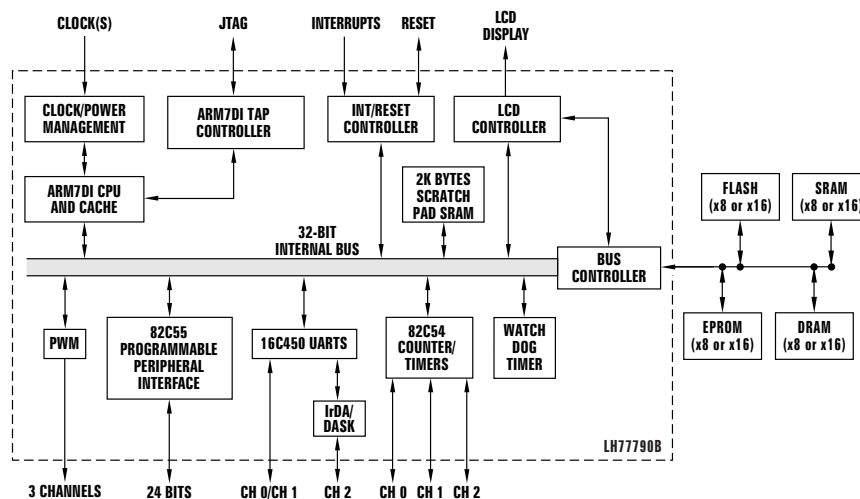 CLOCK(S)
JTAG
INTERRUPTS
RESET
LCD
DISPLAY
CLOCK/POWER
MANAGEMENT
ARM7DI TAP
CONTROLLER
INT/RESET
CONTROLLER
LCD
CONTROLLER
ARM7DI CPU
AND CACHE
2K BYTES
SCRATCH
PAD SRAM
FLASH
(x8 or x16)
SRAM
(x8 or x16)
32-BIT
INTERNAL BUS
BUS
CONTROLLER
PWM
82C55
PROGRAMMABLE
PERIPHERAL
INTERFACE
16C450 UARTS
82C54
COUNTER/
TIMERS
WATCH
DOG
TIMER
EPROM
(x8 or x16)
DRAM
(x8 or x16)
IrDA/
DASK
LH77790B
3 CHANNELS
24 BITS
CH 0/CH 1
CH 2
CH 0
CH 1
CH 2